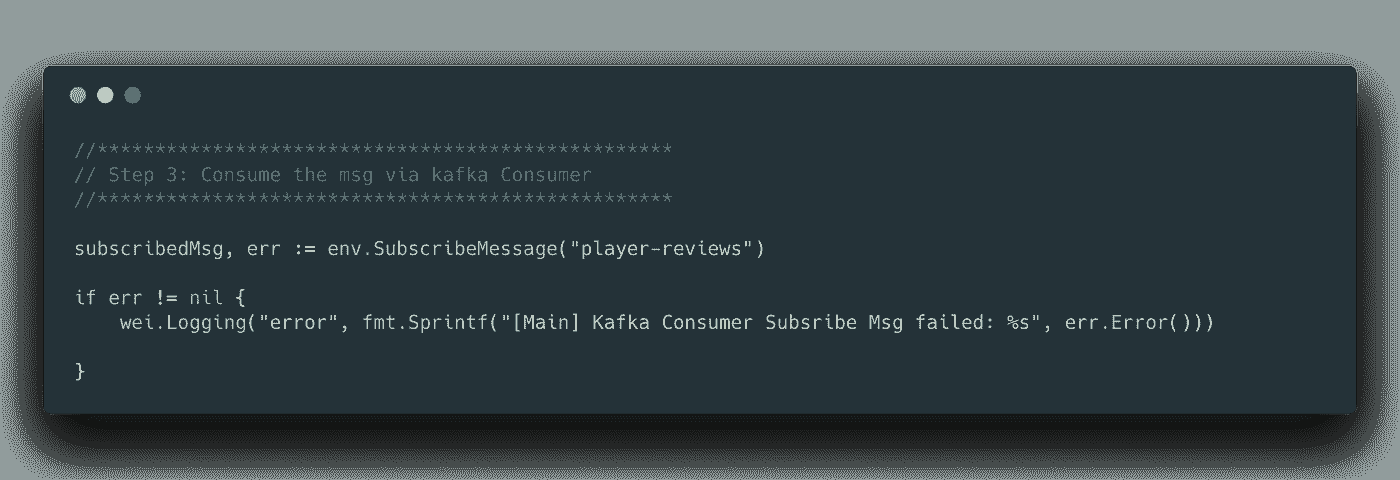 //**************************************************
// Step 3: Consume the msg via kafka Consumer
//**************************************************
subscribedMsg, err := env.SubscribeMessage("player-reviews")
if err != nil {
    wei.Logging("error", fmt.Sprintf("[Main] Kafka Consumer Subsribe Msg failed: %s", err.Error()))
}